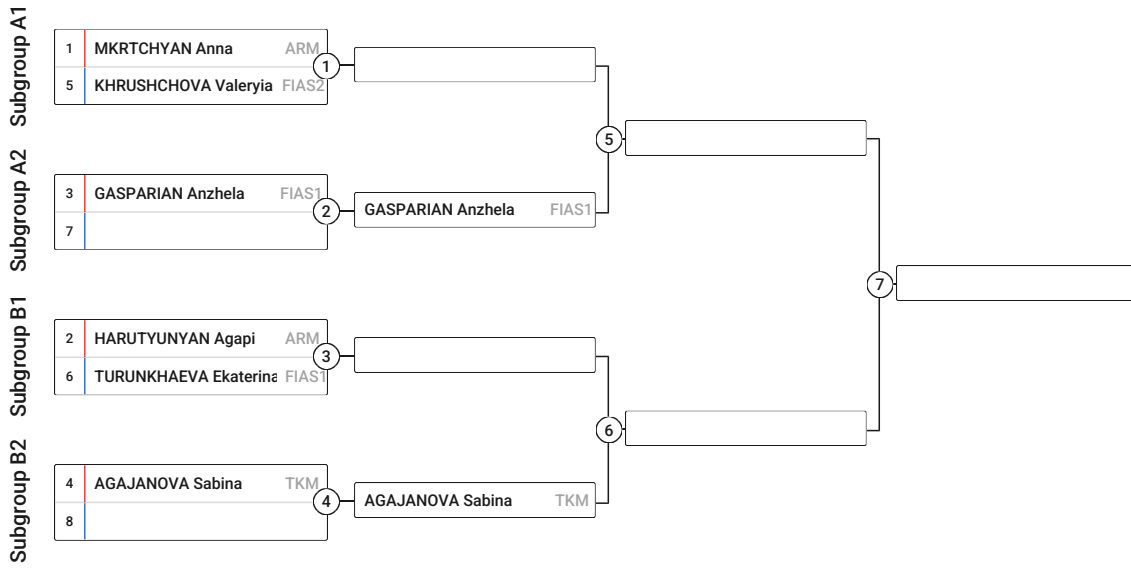 Subgroup A1
1 MKRTCHYAN Anna ARM
5 KHRUSHCHOVA Valeryia FIAS2
1
Subgroup A2
3 GASPARIAN Anzhela FIAS1
7
2
GASPARIAN Anzhela FIAS1
5
Subgroup B1
2 HARUTYUNYAN Agapi ARM
6 TURUNKHAEVA Ekaterina FIAS1
3
Subgroup B2
4 AGAJANOVA Sabina TKM
8
4
AGAJANOVA Sabina TKM
6
7